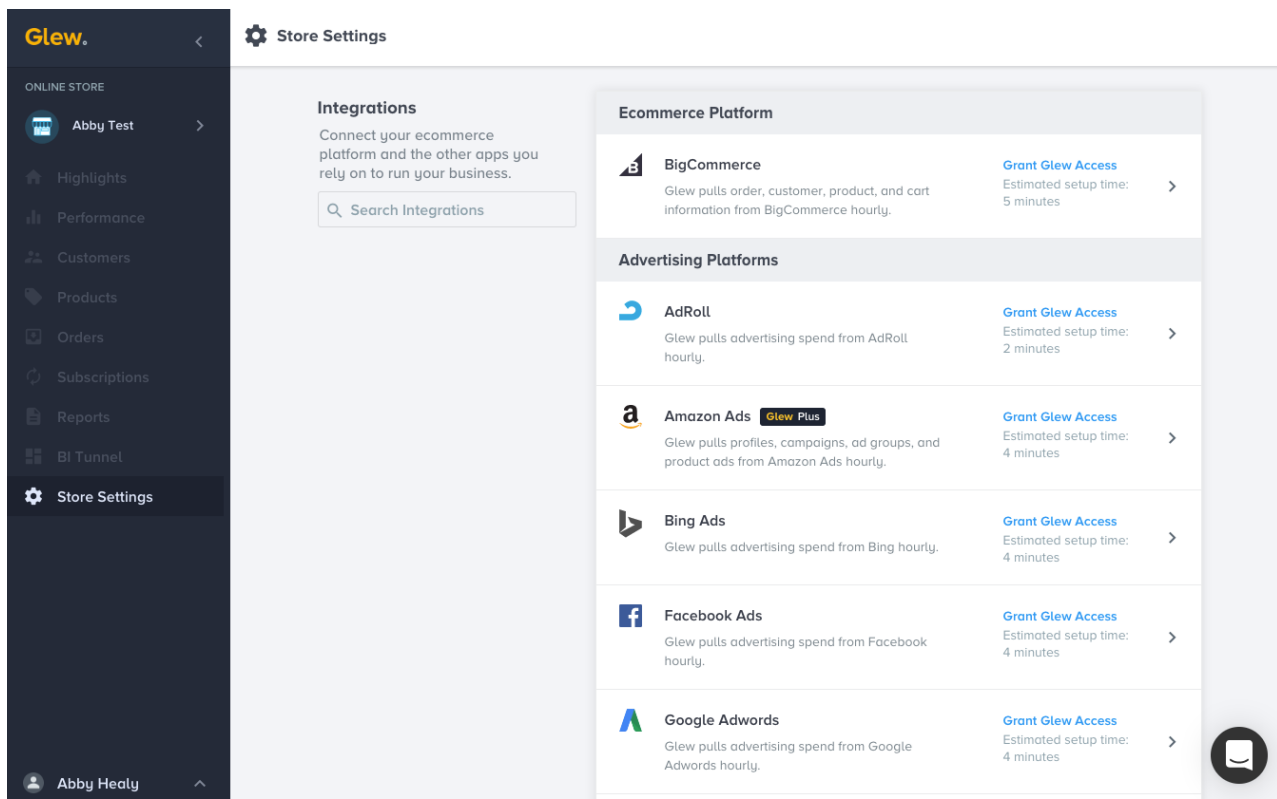 Glew.
ONLINE STORE
Abby Test
Highlights
Performance
Customers
Products
Orders
Subscriptions
Reports
BI Tunnel
Store Settings
Abby Healy
Store Settings
Integrations
Connect your ecommerce
platform and the other apps you
rely on to run your business.
Search Integrations
Ecommerce Platform
BigCommerce
Glew pulls order, customer, product, and cart
information from BigCommerce hourly.
Grant Glew Access
Estimated setup time:
5 minutes
Advertising Platforms
AdRoll
Glew pulls advertising spend from AdRoll
hourly.
Grant Glew Access
Estimated setup time:
2 minutes
Amazon Ads Glew Plus
Glew pulls profiles, campaigns, ad groups, and
product ads from Amazon Ads hourly.
Grant Glew Access
Estimated setup time:
4 minutes
Bing Ads
Glew pulls advertising spend from Bing hourly.
Grant Glew Access
Estimated setup time:
4 minutes
Facebook Ads
Glew pulls advertising spend from Facebook
hourly.
Grant Glew Access
Estimated setup time:
4 minutes
Google Adwords
Glew pulls advertising spend from Google
Adwords hourly.
Grant Glew Access
Estimated setup time:
4 minutes